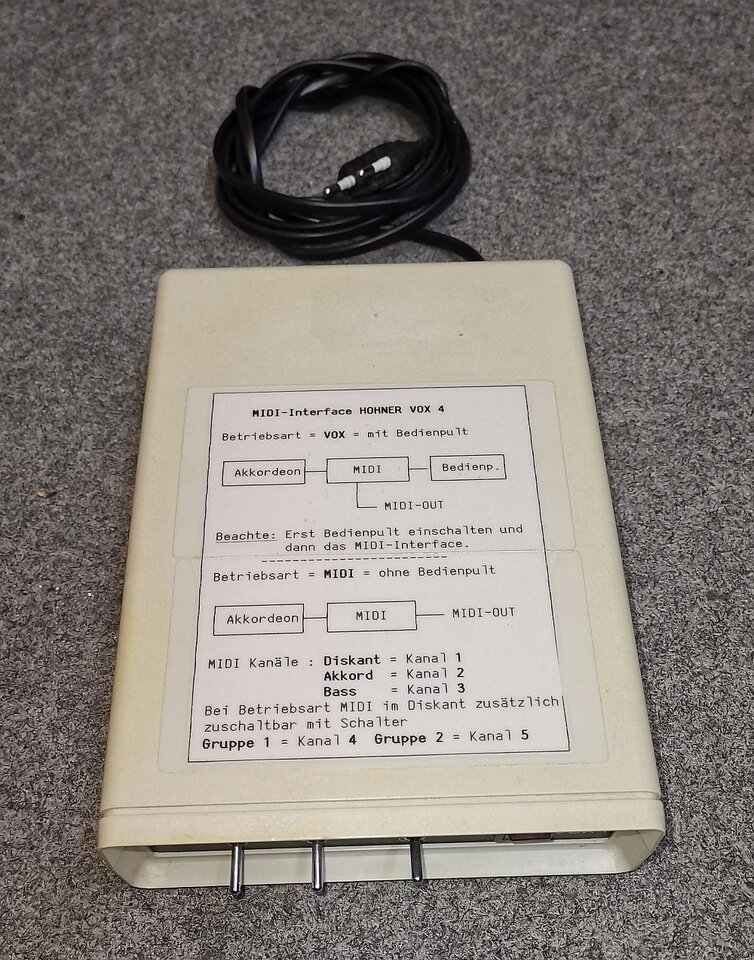 MIDI-Interface HOHNER VOX 4
Betriebsart = VOX = mit Bedienpult
Akkordeon MIDI Bedienp.
MIDI-OUT
Beachte: Erst Bedienpult einschalten und
dann das MIDI-Interface.
Betriebsart = MIDI = ohne Bedienpult
Akkordeon MIDI MIDI-OUT
MIDI Kanäle : Diskant = Kanal 1
Akkord = Kanal 2
Bass = Kanal 3
Bei Betriebsart MIDI im Diskant zusätzlich
zuschaltbar mit Schalter
Gruppe 1 = Kanal 4 Gruppe 2 = Kanal 5